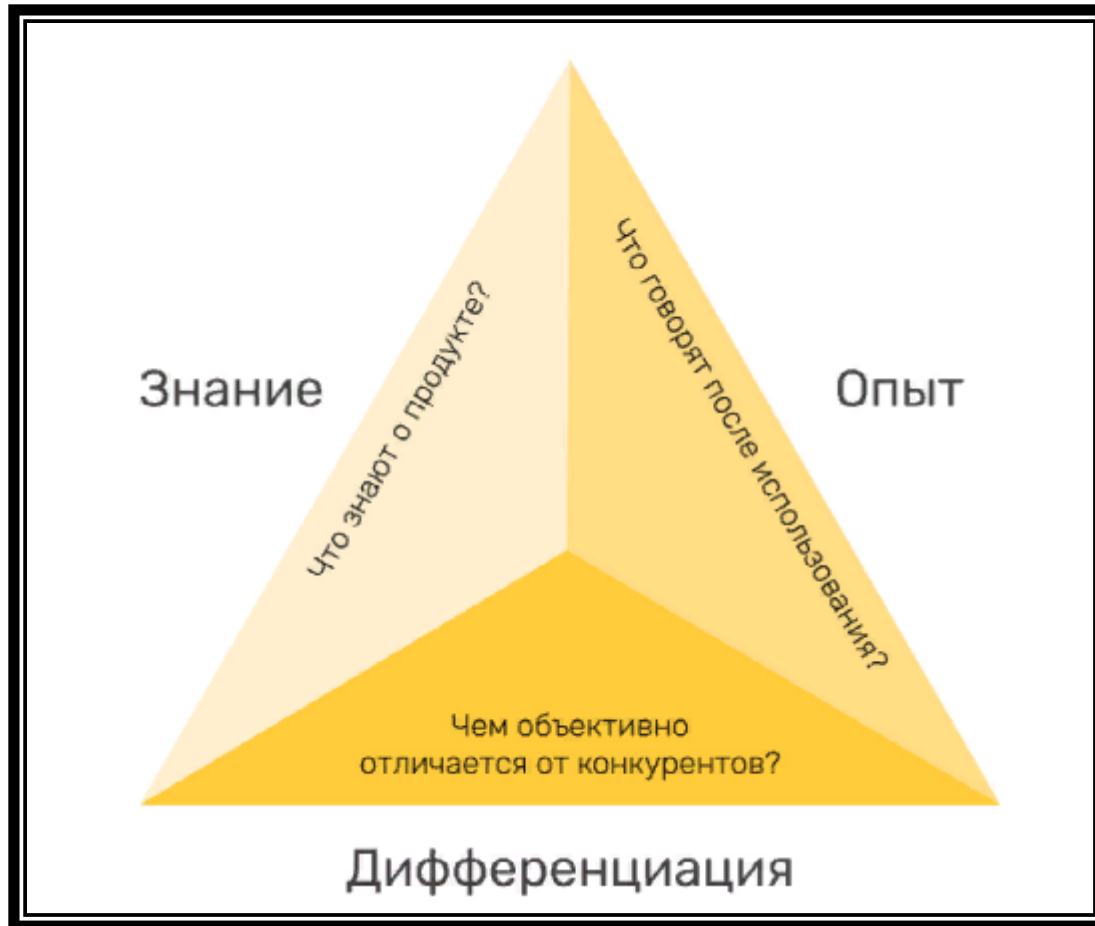 Знание
Что знают о продукте?
Что говорят после использования?
Опыт
Чем объективно
отличается от конкурентов?
Дифференциация